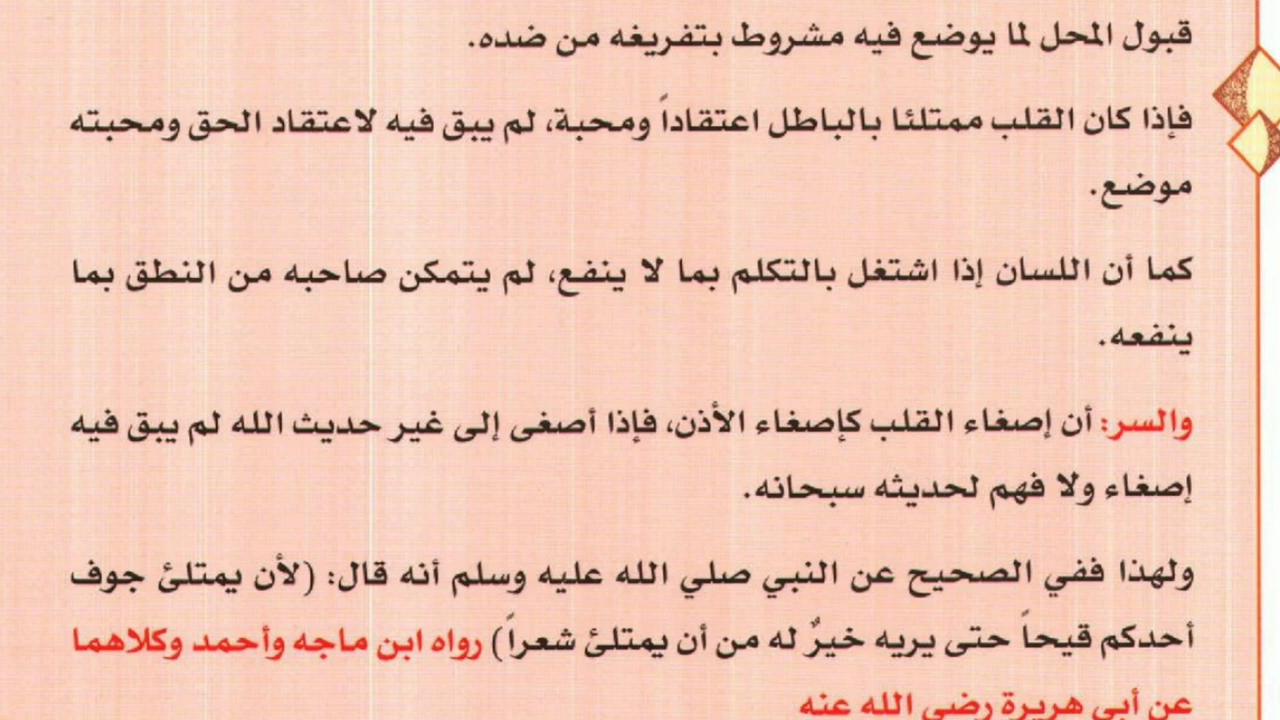 قبول المحل لما يوضع فيه مشروط بتفريغه من ضده.
فإذا كان القلب ممتلئا بالباطل اعتقاداً ومحبة، لم يبق فيه لاعتقاد الحق ومحبته
موضع.
كما أن اللسان إذا اشتغل بالتكلم بما لا ينفع، لم يتمكن صاحبه من النطق بما
ينفعه.
والسر: أن إصغاء القلب كإصغاء الأذن، فإذا أصغى إلى غير حديث الله لم يبق فيه
إصغاء ولا فهم لحديثه سبحانه.
ولهذا ففي الصحيح عن النبي صلي الله عليه وسلم أنه قال: (لأن يمتلئ جوف
أحدكم قيحاً حتى يريه خيرٌ له من أن يمتلئ شعراً) رواه ابن ماجه وأحمد وكلاهما
عن أبي هريرة رضي الله عنه